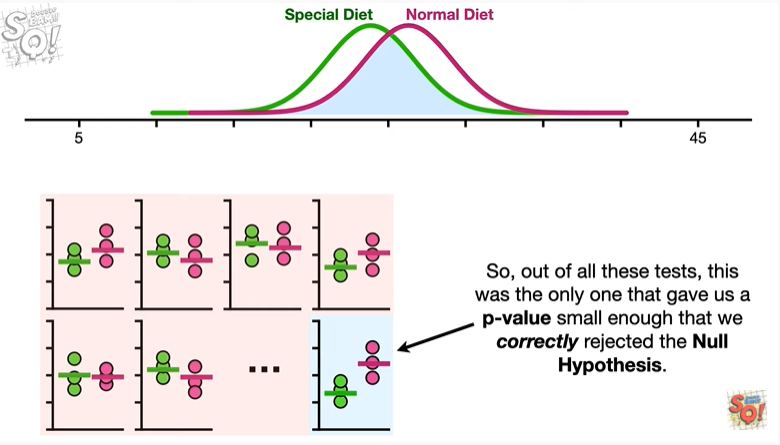 Special Diet Normal Diet
5 45
So, out of all these tests, this
was the only one that gave us a
p-value small enough that we
correctly rejected the Null
Hypothesis.
SQ!